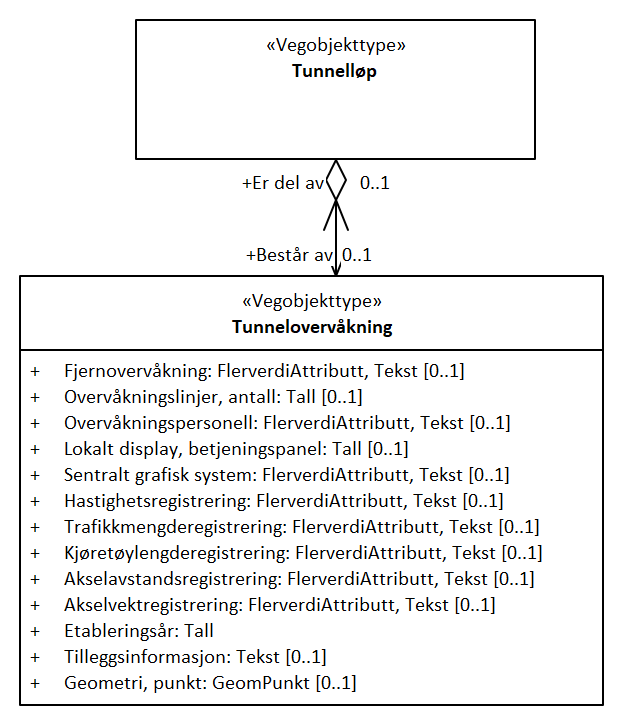 «Vegobjekttype»
Tunnelløp
+Er del av 0..1
+Består av 0..1
«Vegobjekttype»
Tunnelovervåkning
+ Fjernovervåkning: FlerverdiAttributt, Tekst [0..1]
+ Overvåkningslinjer, antall: Tall [0..1]
+ Overvåkningspersonell: FlerverdiAttributt, Tekst [0..1]
+ Lokalt display, betjeningspanel: Tall [0..1]
+ Sentralt grafisk system: FlerverdiAttributt, Tekst [0..1]
+ Hastighetsregistrering: FlerverdiAttributt, Tekst [0..1]
+ Trafikkmengderegistrering: FlerverdiAttributt, Tekst [0..1]
+ Kjøretøylengderegistrering: FlerverdiAttributt, Tekst [0..1]
+ Akselavstandsregistrering: FlerverdiAttributt, Tekst [0..1]
+ Akselvektregistrering: FlerverdiAttributt, Tekst [0..1]
+ Etableringsår: Tall
+ Tilleggsinformasjon: Tekst [0..1]
+ Geometri, punkt: GeomPunkt [0..1]